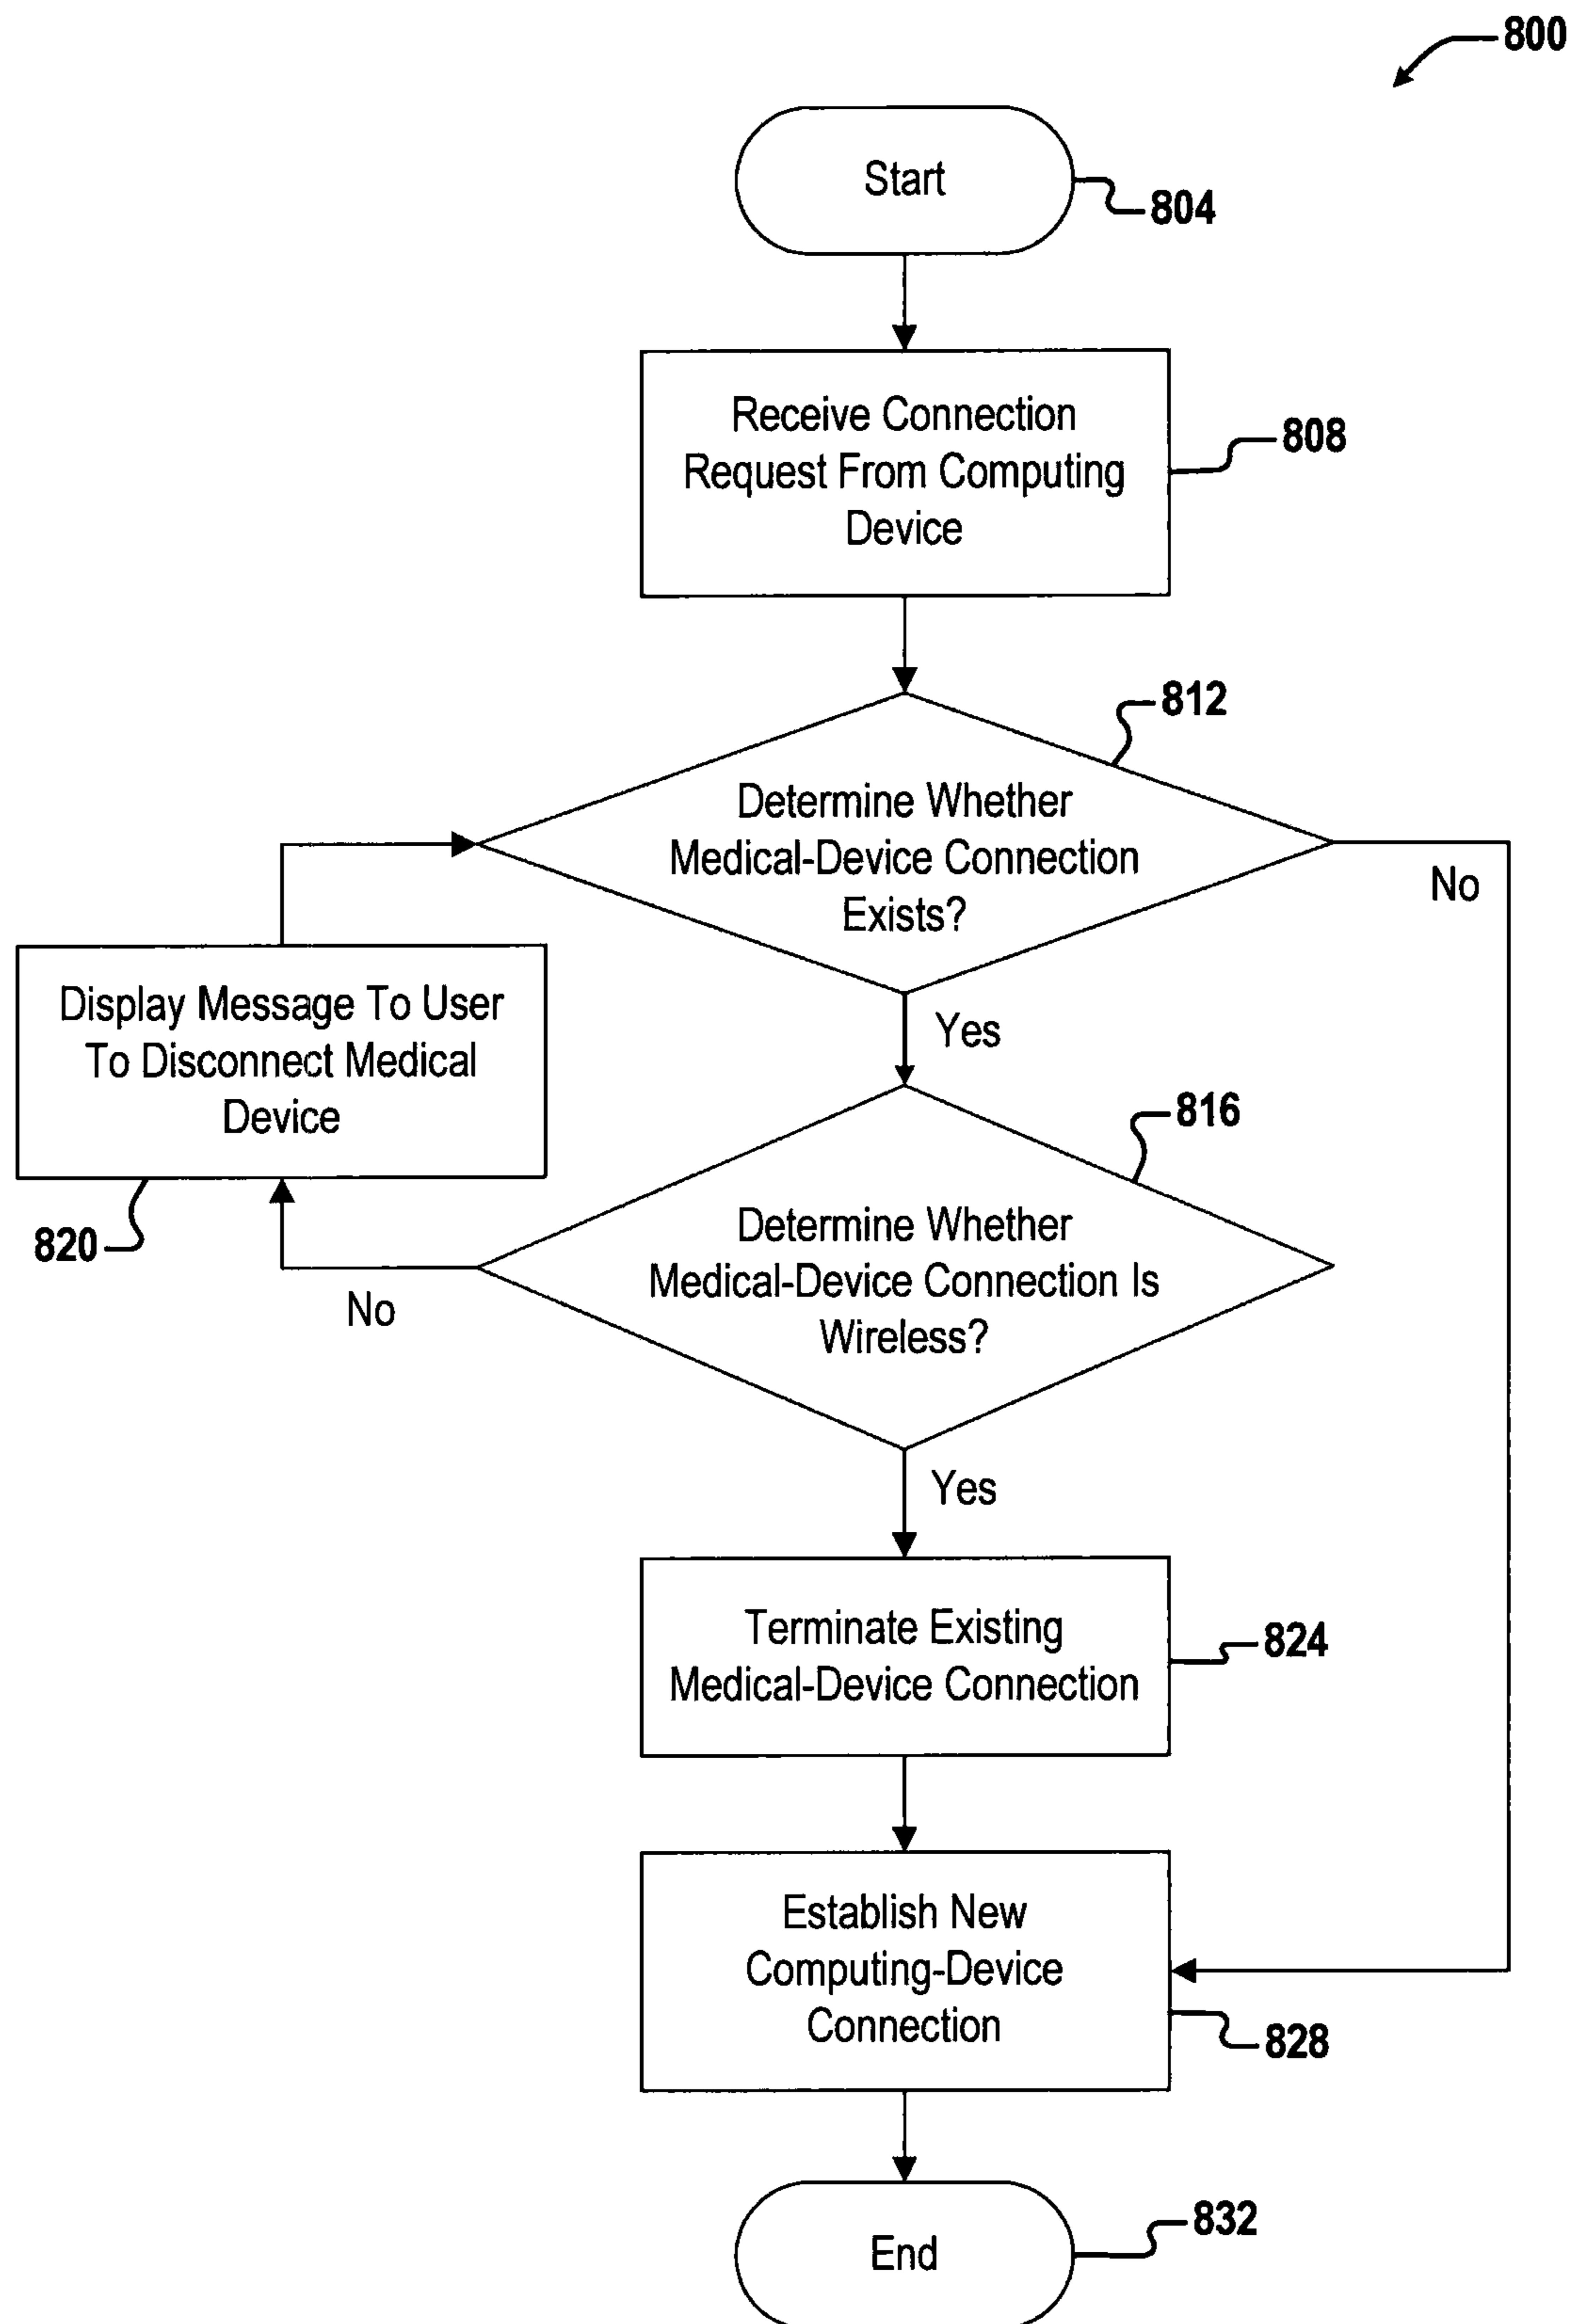 800
Start
804
Receive Connection
Request From Computing
Device
808
812
Determine Whether
Medical-Device Connection
Exists?
No
Display Message To User
To Disconnect Medical
Device
820
Yes
816
Determine Whether
Medical-Device Connection Is
Wireless?
No
Yes
Terminate Existing
Medical-Device Connection
824
Establish New
Computing-Device
Connection
828
End
832